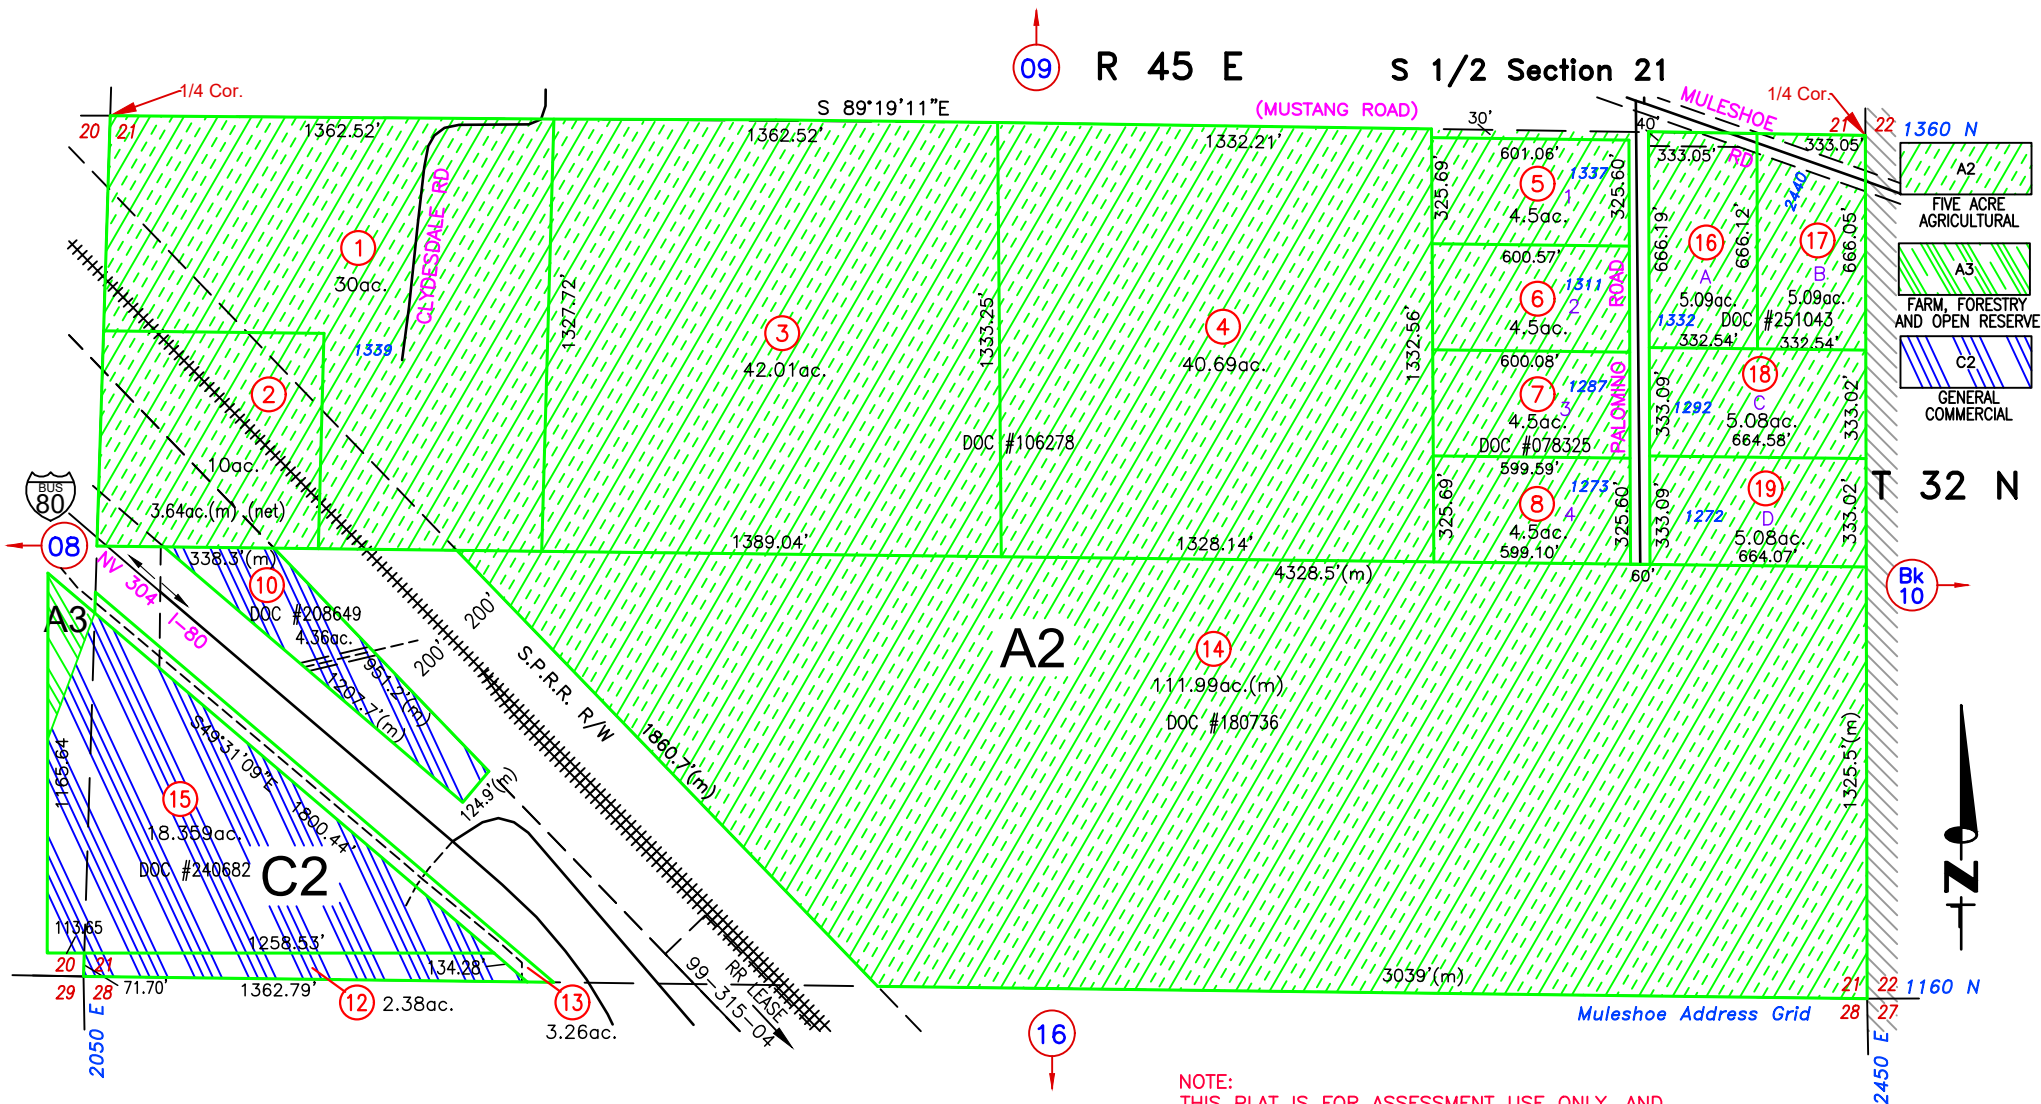 09
R 45 E
S 1/2 Section 21
1/4 Cor.
S 89°19'11"E
(MUSTANG ROAD)
30'
40'
MULESHOE
RD
1/4 Cor.
20 21
21 22
1360 N
1362.52'
1362.52'
1332.21'
601.06'
333.05'
333.05'
A2
FIVE ACRE
AGRICULTURAL
A3
FARM, FORESTRY
AND OPEN RESERVE
C2
GENERAL
COMMERCIAL
CLYDESDALE RD
1
30ac.
1339
2
10ac.
3.64ac.(m) (net)
1327.72'
3
42.01ac.
1333.25'
DOC #106278
4
40.69ac.
1332.56'
325.69'
5
1337
1
4.5ac.
325.60'
600.57'
6
1311
2
4.5ac.
600.08'
7
1287
3
4.5ac.
DOC #078325
599.59'
8
1273
4
4.5ac.
599.10'
325.69'
325.60'
PALOMINO ROAD
666.19'
16
A
5.09ac.
1332
332.54'
666.12'
2440
17
B
5.09ac.
666.05'
DOC #251043
332.54'
333.09'
18
C
1292
5.08ac.
664.58'
333.02'
333.09'
19
D
1272
5.08ac.
664.07'
333.02'
T 32 N
BUS
80
08
NV 304
I-80
338.3'(m)
1389.04'
1328.14'
4328.5'(m)
60'
Bk
10
10
DOC #208649
4.36ac.
951.2'(m)
1207.7'(m)
124.9'(m)
200'
200'
S.P.R.R. R/W
1860.7'(m)
A2
14
111.99ac.(m)
DOC #180736
1325.5'(m)
A3
1165.64
S49°31'09"E
1800.44'
15
18.359ac.
DOC #240682
C2
113.65
1258.53'
134.28'
20 21
29 28
71.70'
1362.79'
12
2.38ac.
13
3.26ac.
RR LEASE
99-315-04
3039'(m)
N
21 22
28 27
1160 N
Muleshoe Address Grid
2050 E
2450 E
16
NOTE:
THIS PLAT IS FOR ASSESSMENT USE ONLY, AND